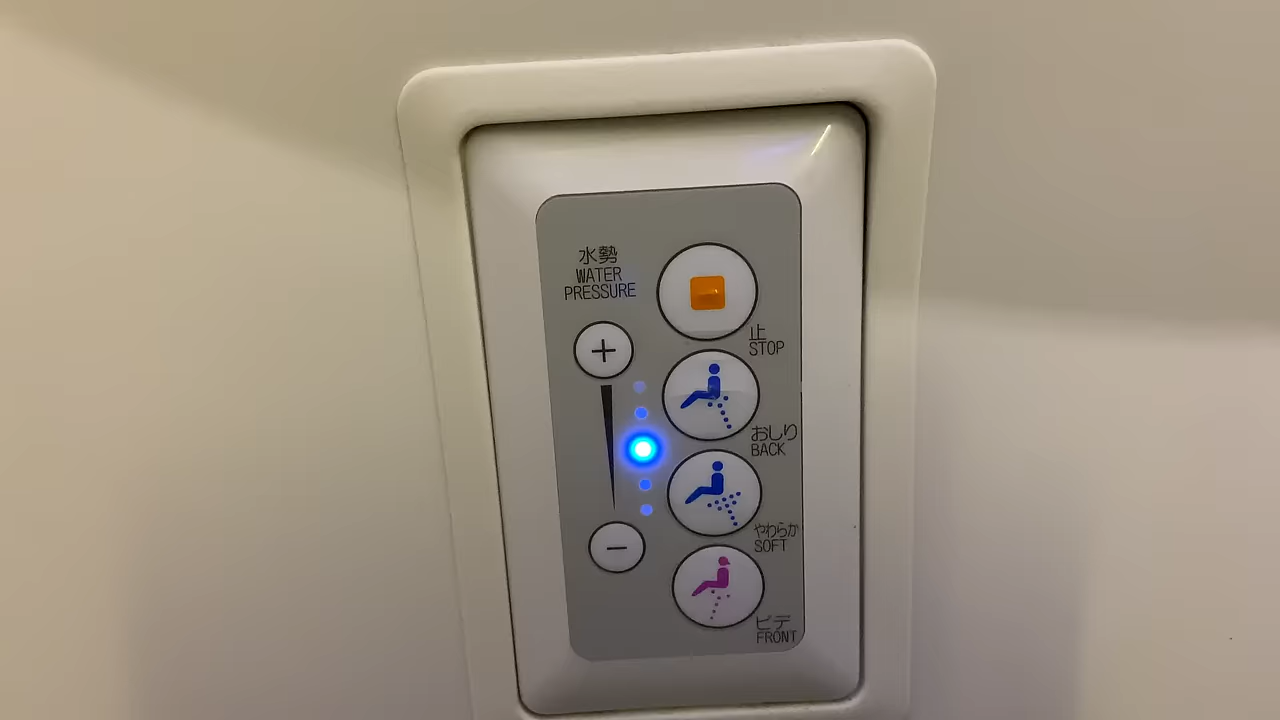 水勢
WATER
PRESSURE
+
−
止
STOP
おしり
BACK
やわらか
SOFT
ビデ
FRONT